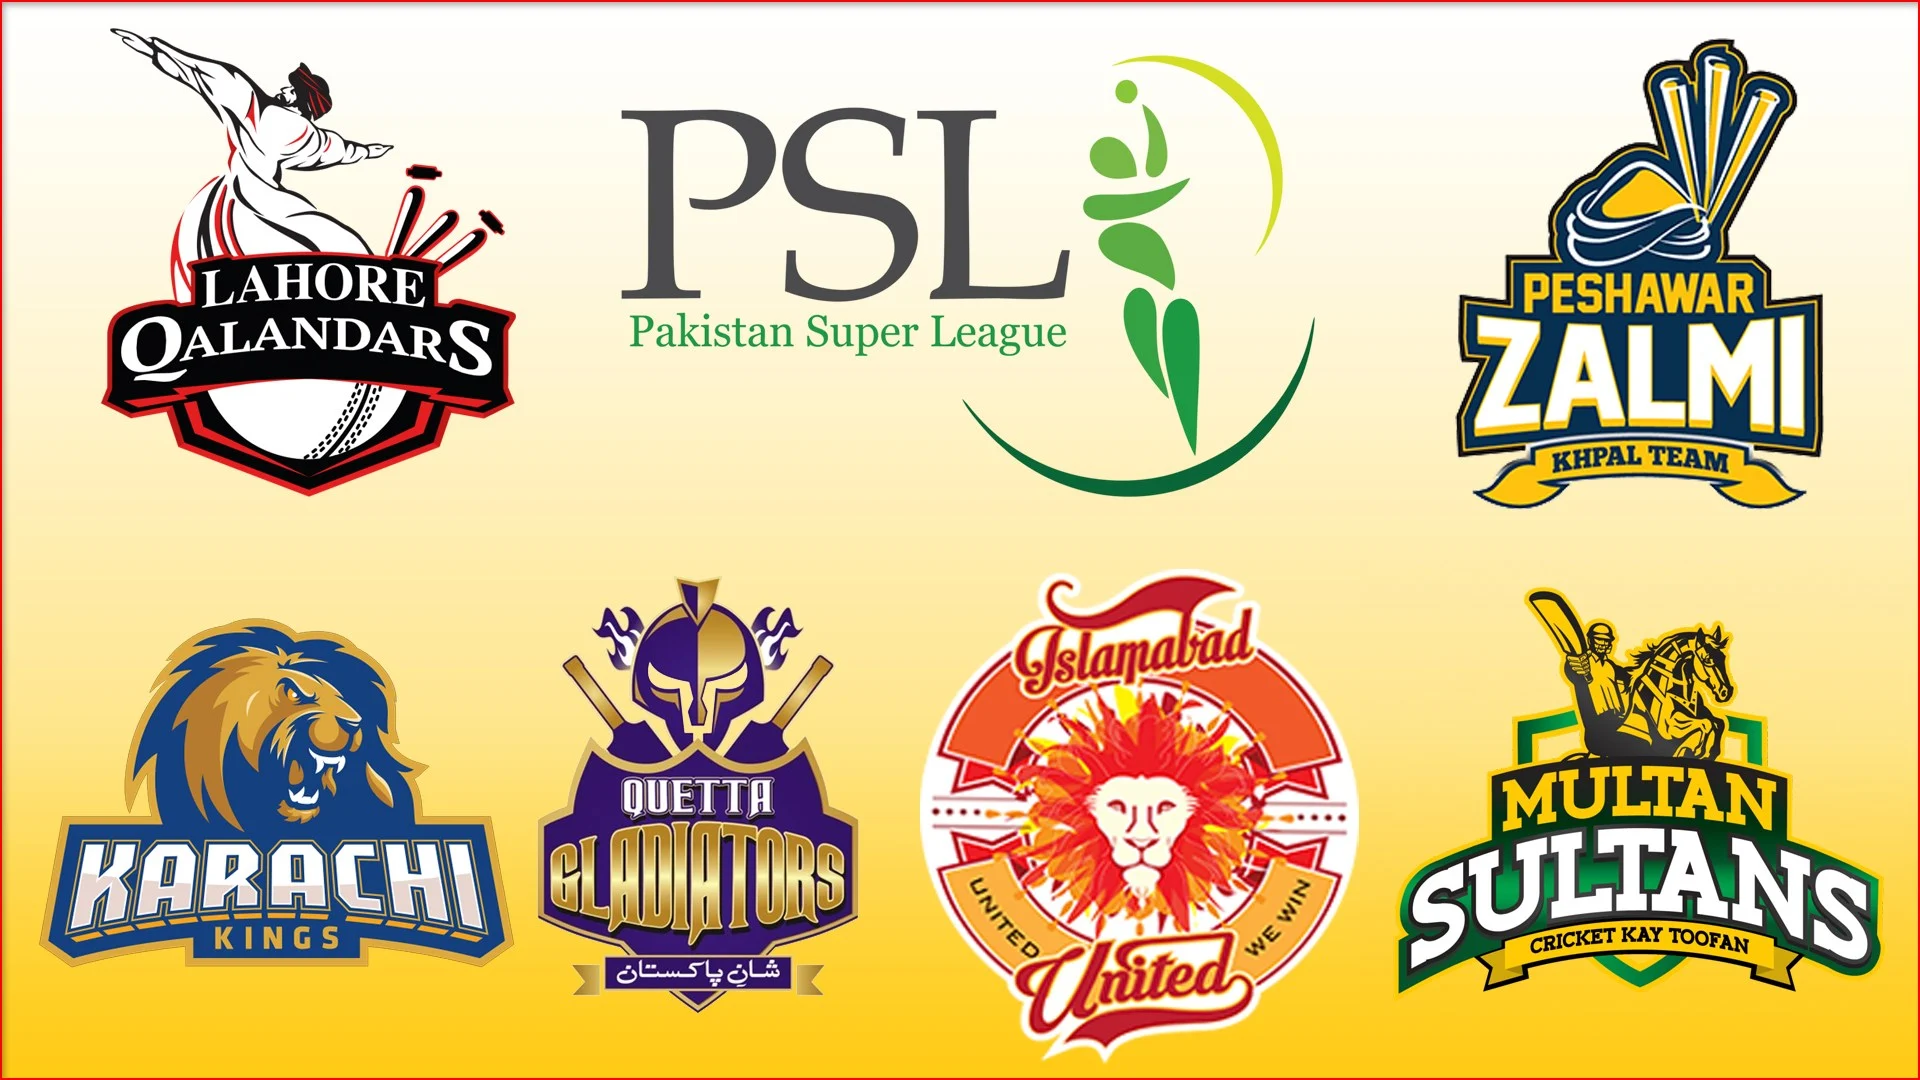 LAHORE
QALANDARS
PSL
Pakistan Super League
PESHAWAR
ZALMI
KHPAL TEAM
KARACHI
KINGS
QUETTA
GLADIATORS
شانِ پاکستان
Islamabad
UNITED
WE WIN
United
MULTAN
SULTANS
CRICKET KAY TOOFAN